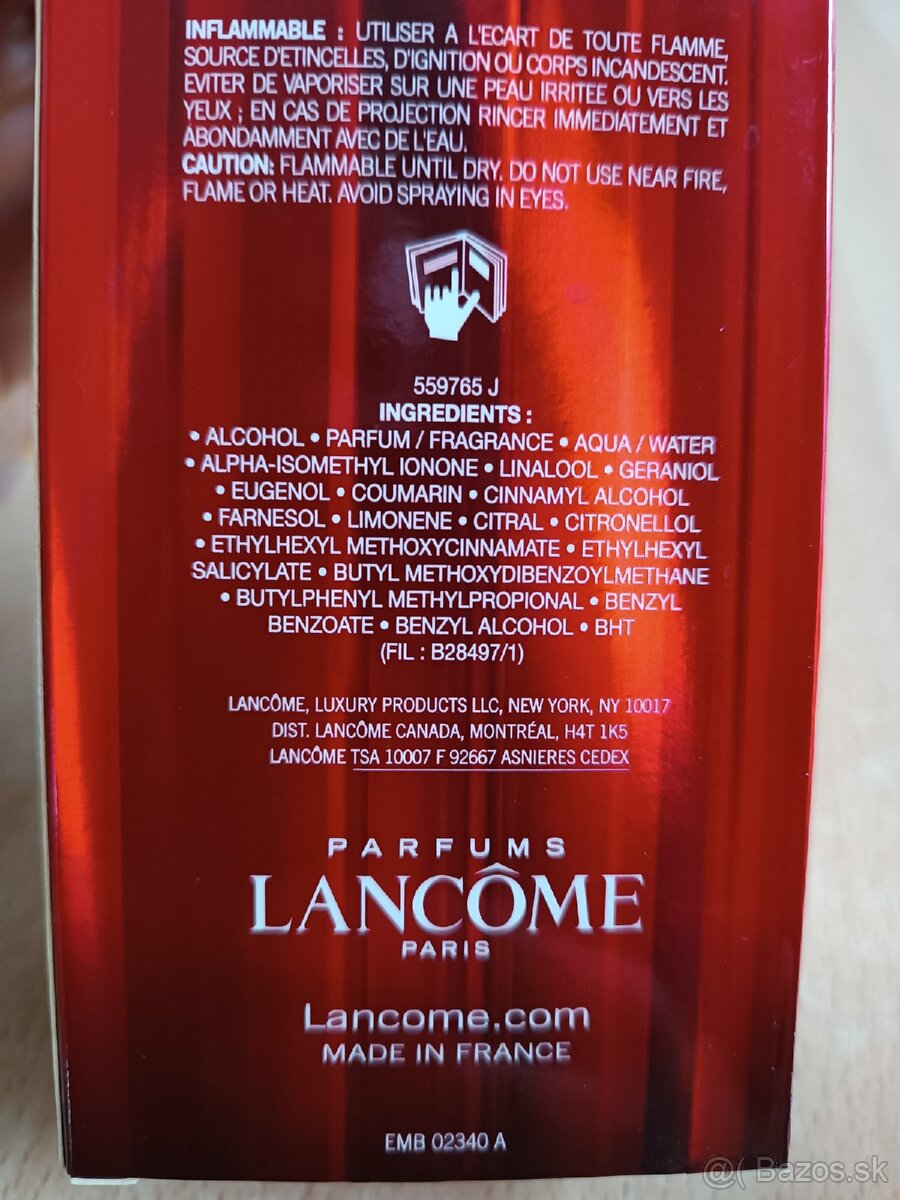 INFLAMMABLE : UTILISER A L'ECART DE TOUTE FLAMME,
SOURCE D'ETINCELLES, D'IGNITION OU CORPS INCANDESCENT.
EVITER DE VAPORISER SUR UNE PEAU IRRITEE OU VERS LES
YEUX ; EN CAS DE PROJECTION RINCER IMMEDIATEMENT ET
ABONDAMMENT AVEC DE L'EAU.
CAUTION: FLAMMABLE UNTIL DRY. DO NOT USE NEAR FIRE,
FLAME OR HEAT. AVOID SPRAYING IN EYES.
559765 J
INGREDIENTS :
• ALCOHOL • PARFUM / FRAGRANCE • AQUA / WATER
• ALPHA-ISOMETHYL IONONE • LINALOOL • GERANIOL
• EUGENOL • COUMARIN • CINNAMYL ALCOHOL
• FARNESOL • LIMONENE • CITRAL • CITRONELLOL
• ETHYLHEXYL METHOXYCINNAMATE • ETHYLHEXYL
SALICYLATE • BUTYL METHOXYDIBENZOYLMETHANE
• BUTYLPHENYL METHYLPROPIONAL • BENZYL
BENZOATE • BENZYL ALCOHOL • BHT
(FIL : B28497/1)
LANCÔME, LUXURY PRODUCTS LLC, NEW YORK, NY 10017
DIST. LANCÔME CANADA, MONTRÉAL, H4T 1K5
LANCÔME TSA 10007 F 92667 ASNIERES CEDEX
PARFUMS
LANCÔME
PARIS
Lancome.com
MADE IN FRANCE
EMB 02340 A
@( Bazos.sk